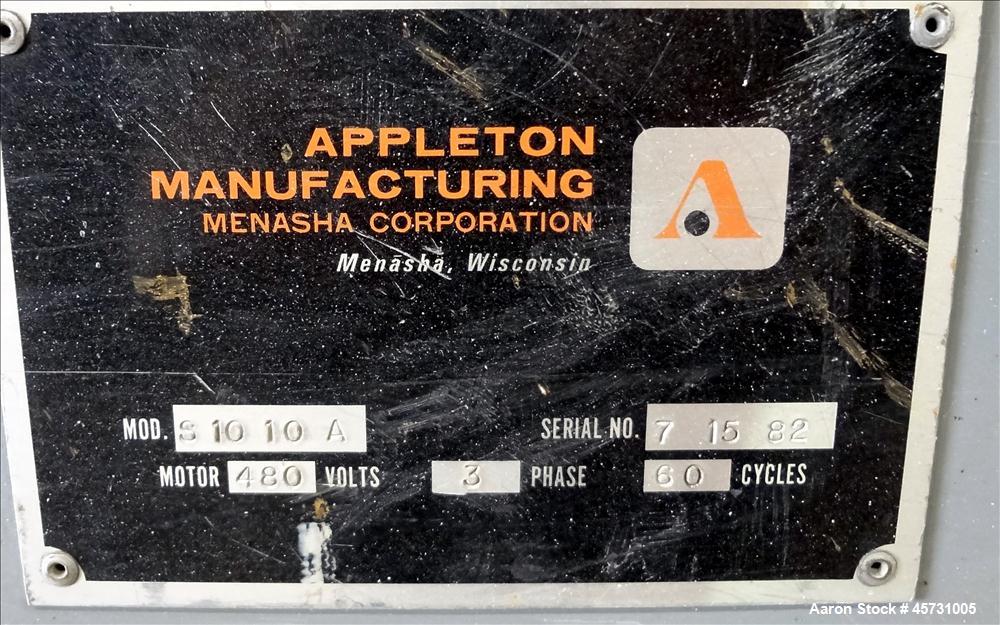 APPLETON
MANUFACTURING
MENASHA CORPORATION
Menasha, Wisconsin
A
MOD. S 10 10 A SERIAL NO. 7 15 82
MOTOR 480 VOLTS 3 PHASE 60 CYCLES
Aaron Stock # 45731005